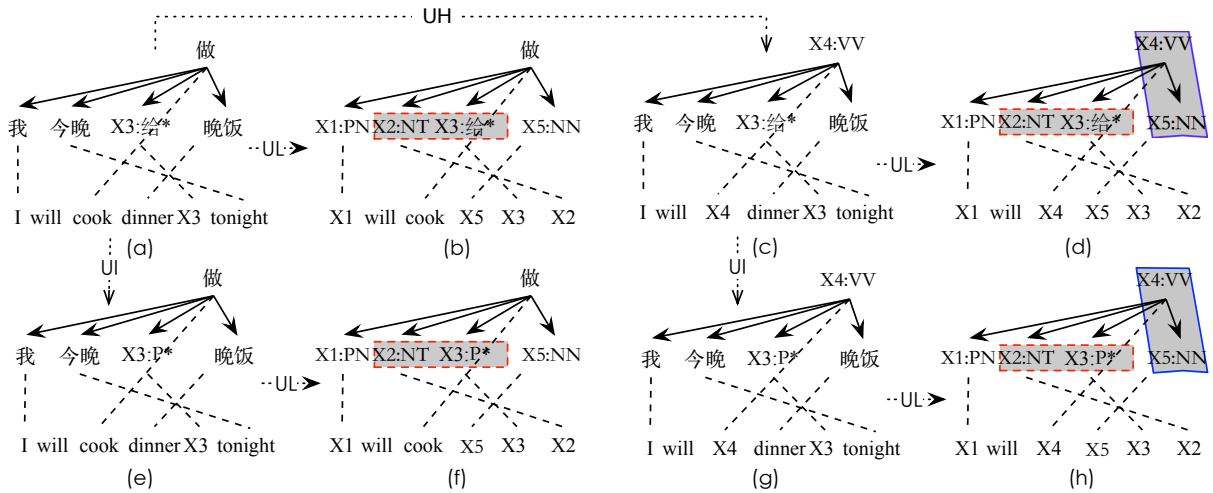 UH
做
做
X4:VV
X4:VV
我 今晚 X3:给* 晚饭
X1:PN X2:NT X3:给* X5:NN
我 今晚 X3:给* 晚饭
X1:PN X2:NT X3:给* X5:NN
UL
UL
I will cook dinner X3 tonight
X1 will cook X5 X3 X2
I will X4 dinner X3 tonight
X1 will X4 X5 X3 X2
(a)
(b)
(c)
(d)
UI
UI
做
做
X4:VV
X4:VV
我 今晚 X3:P* 晚饭
X1:PN X2:NT X3:P* X5:NN
我 今晚 X3:P* 晚饭
X1:PN X2:NT X3:P* X5:NN
UL
UL
I will cook dinner X3 tonight
X1 will cook X5 X3 X2
I will X4 dinner X3 tonight
X1 will X4 X5 X3 X2
(e)
(f)
(g)
(h)